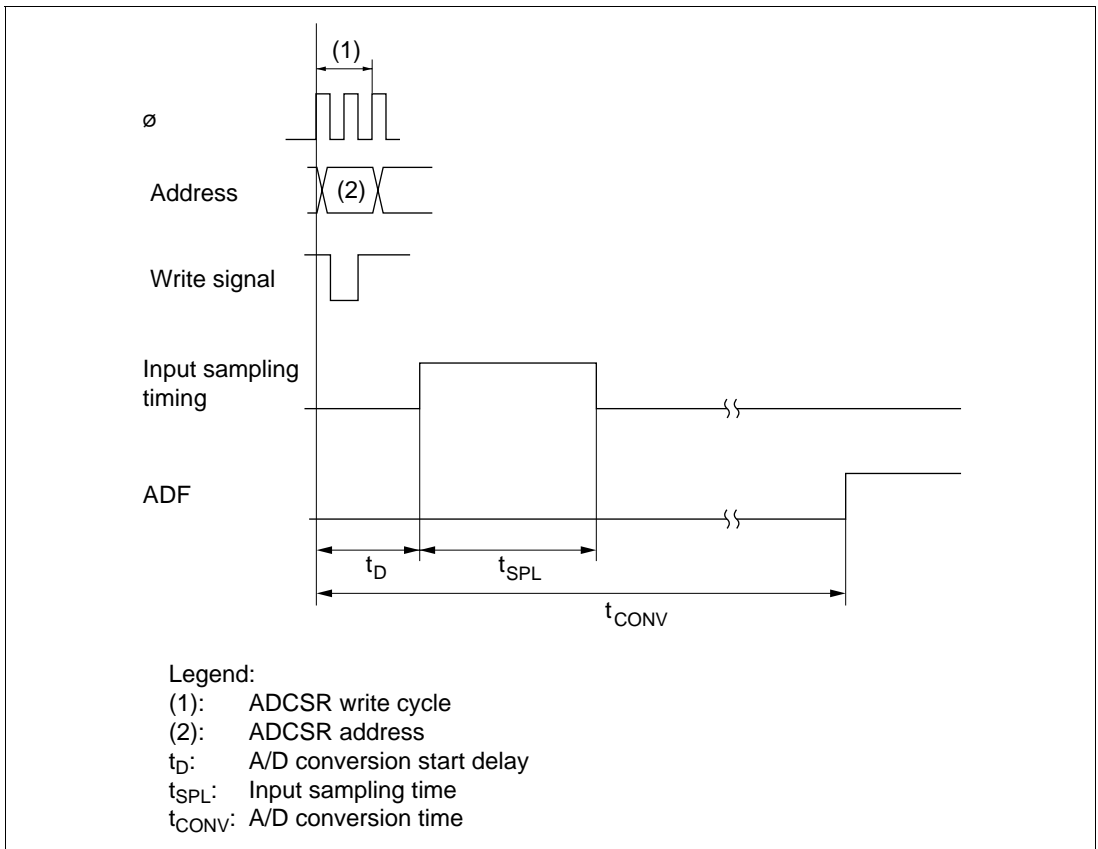 (1)
ø
Address
(2)
Write signal
Input sampling
timing
ADF
tD
tSPL
tCONV
Legend:
(1): ADCSR write cycle
(2): ADCSR address
tD: A/D conversion start delay
tSPL: Input sampling time
tCONV: A/D conversion time